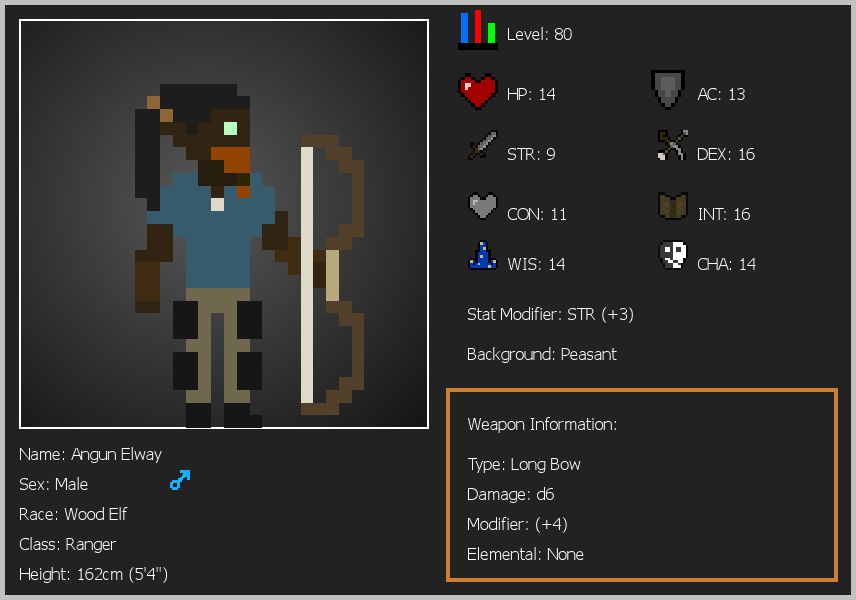 Level: 80
HP: 14
AC: 13
STR: 9
DEX: 16
CON: 11
INT: 16
WIS: 14
CHA: 14
Stat Modifier: STR (+3)
Background: Peasant
Weapon Information:
Type: Long Bow
Damage: d6
Modifier: (+4)
Elemental: None
Name: Angun Elway
Sex: Male
Race: Wood Elf
Class: Ranger
Height: 162cm (5'4")